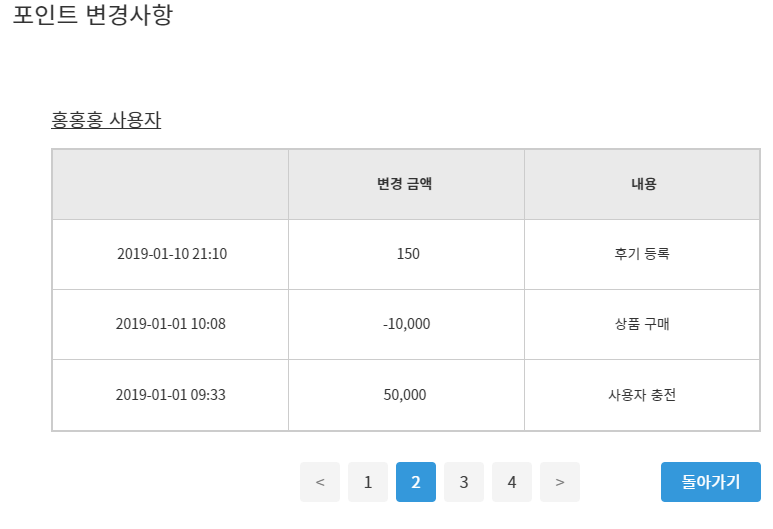 포인트 변경사항
홍홍홍 사용자
변경 금액 내용
2019-01-10 21:10 150 후기 등록
2019-01-01 10:08 -10,000 상품 구매
2019-01-01 09:33 50,000 사용자 충전
< 1 2 3 4 > 돌아가기